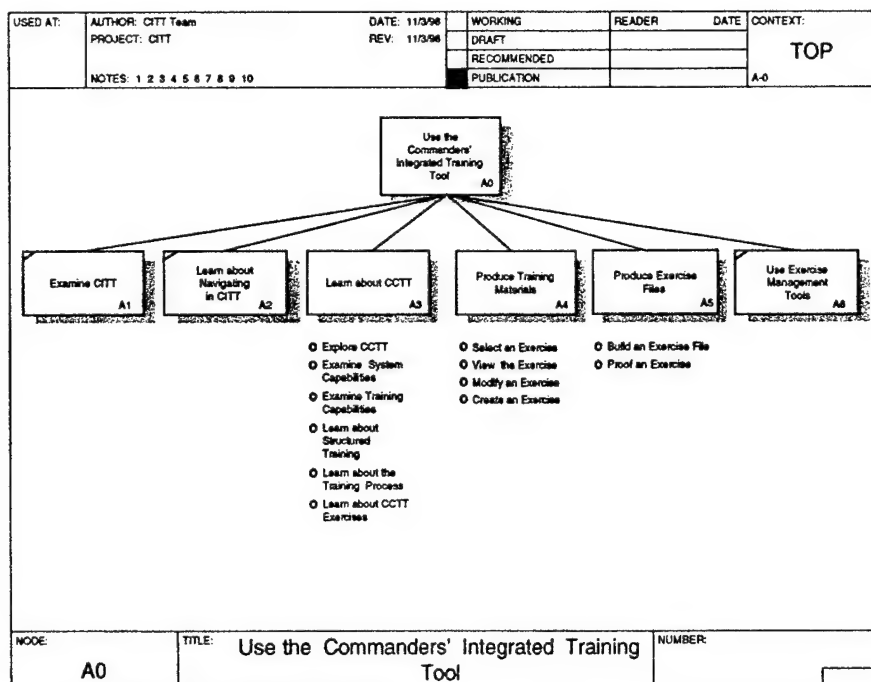 USED AT:
AUTHOR: CITT Team
DATE: 11/3/98
PROJECT: CITT
REV: 11/3/98
NOTES: 1 2 3 4 5 6 7 8 9 10
WORKING
DRAFT
RECOMMENDED
PUBLICATION
READER DATE
CONTEXT:
TOP
A-0
Use the
Commanders'
Integrated Training
Tool
A0
Examine CITT
A1
Learn about
Navigating
in CITT
A2
Learn about CCTT
A3
Produce Training
Materials
A4
Produce Exercise
Files
A5
Use Exercise
Management
Tools
A6
Explore CCTT
Examine System
Capabilities
Examine Training
Capabilities
Learn about
Structured
Training
Learn about the
Training Process
Learn about CCTT
Exercises
Select an Exercise
View the Exercise
Modify an Exercise
Create an Exercise
Build an Exercise File
Proof an Exercise
NODE:
A0
TITLE:
Use the Commanders' Integrated Training
Tool
NUMBER: